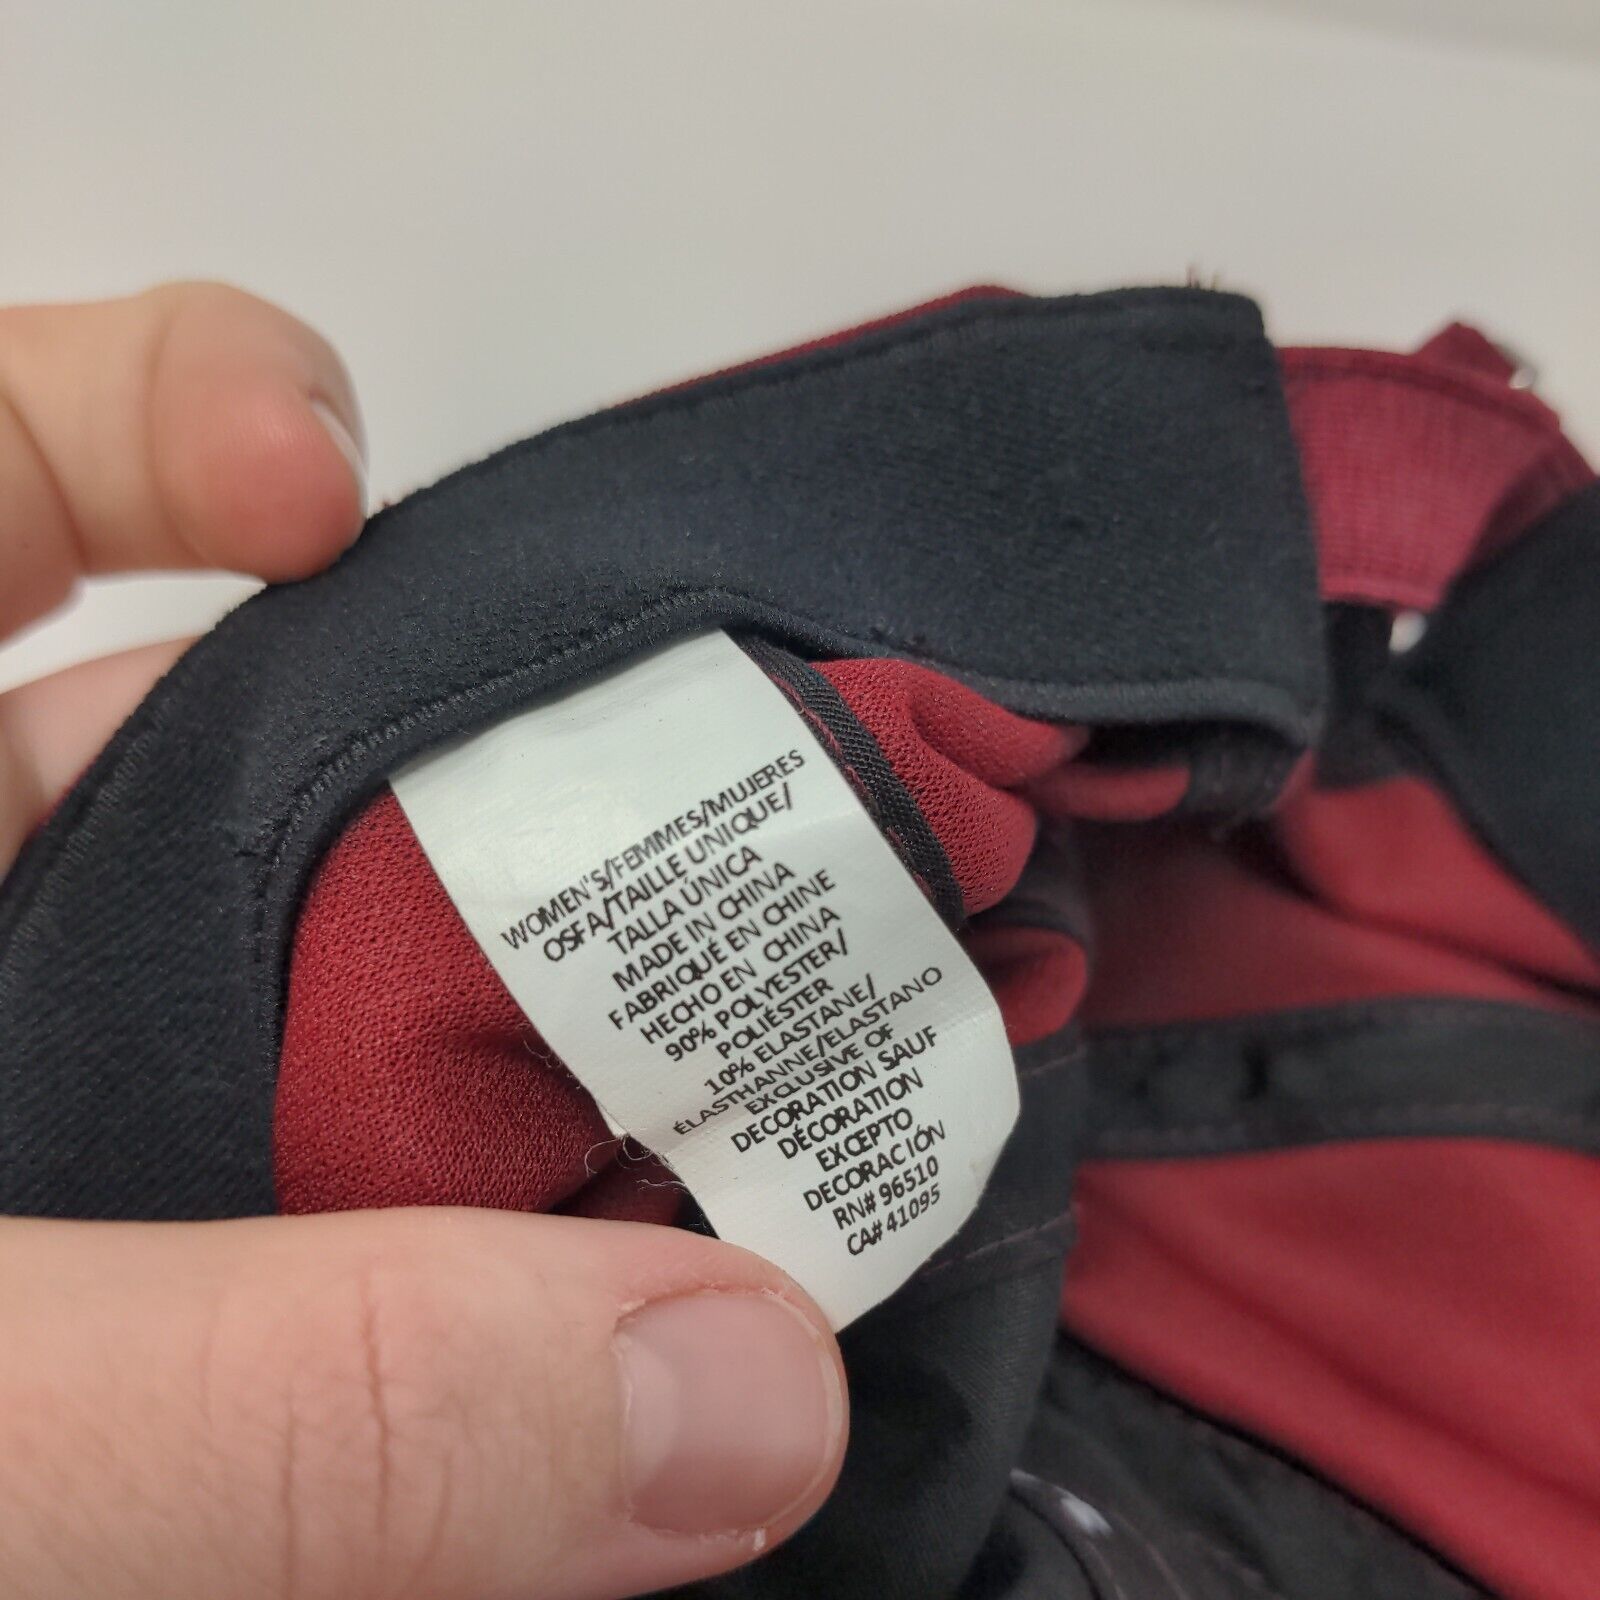 WOMEN'S/FEMMES/MUJERES
OSFA/TAILLE UNIQUE/
TALLA ÚNICA
MADE IN CHINA
FABRIQUÉ EN CHINE
HECHO EN CHINA
90% POLYESTER/
POLIÉSTER
10% ELASTANE/
ÉLASTHANNE/ELASTANO
EXCLUSIVE OF
DECORATION SAUF
DÉCORATION
EXCEPTO
DECORACIÓN
RN# 96510
CA# 41095